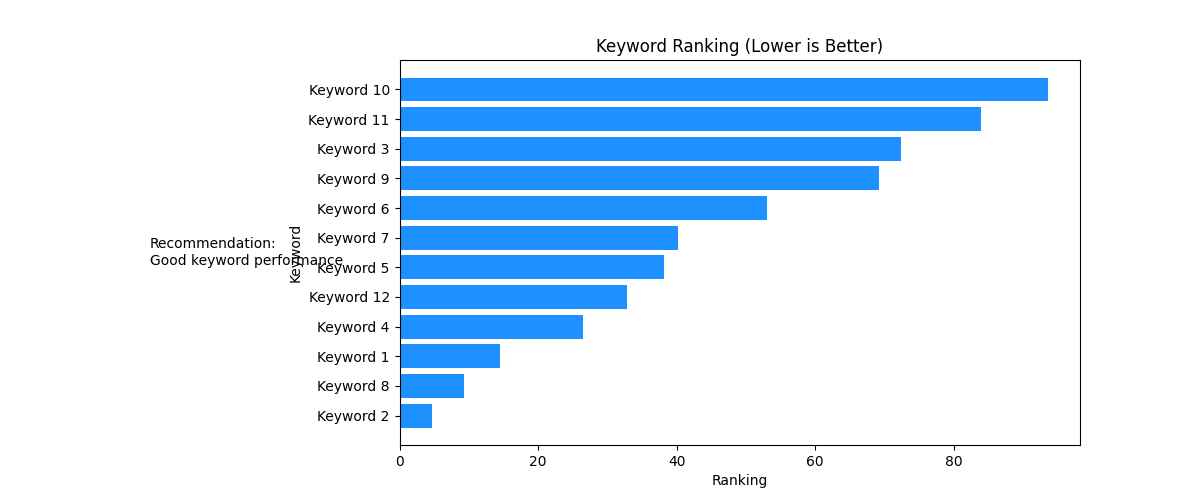 Keyword Ranking (Lower is Better)
Keyword 10
Keyword 11
Keyword 3
Keyword 9
Keyword 6
Keyword 7
Keyword 5
Keyword 12
Keyword 4
Keyword 1
Keyword 8
Keyword 2
Keyword
Recommendation:
Good keyword performance
0 20 40 60 80
Ranking